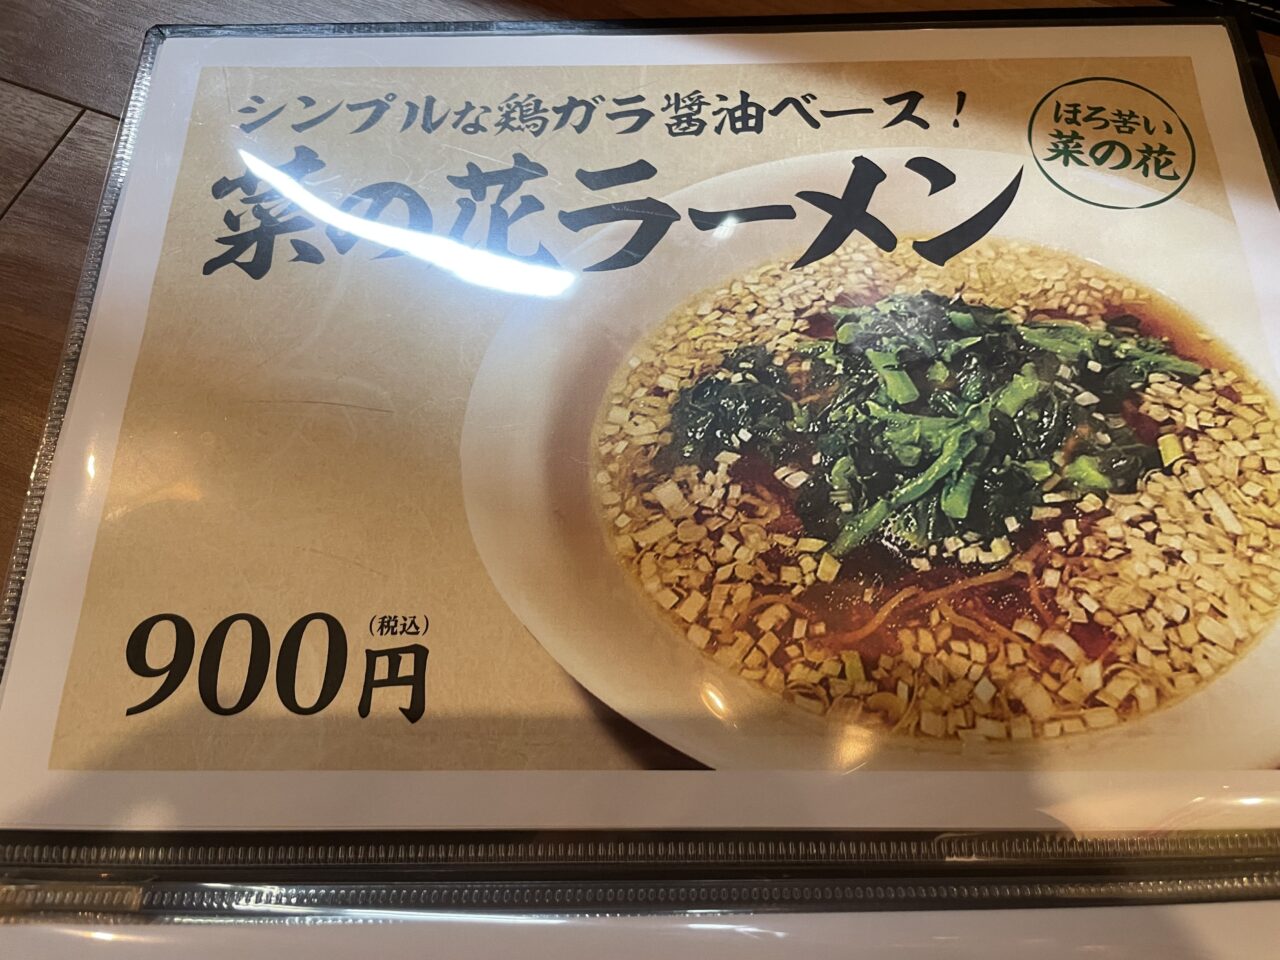 シンプルな鶏ガラ醤油ベース!
菜の花ラーメン
ほろ苦い
菜の花
900円
(税込)